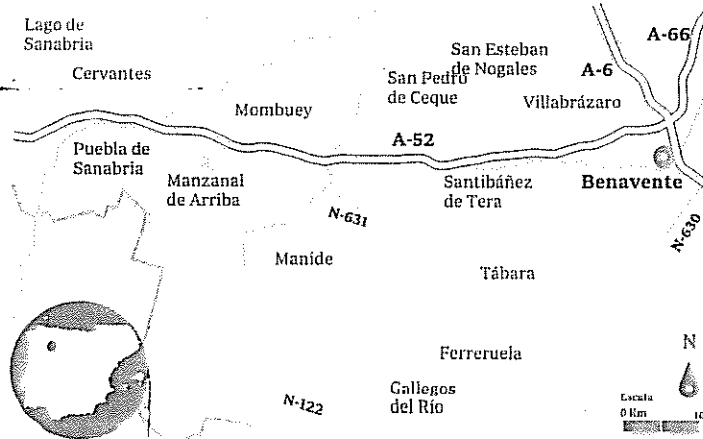 Lago de
Sanabria
Cervantes
San Esteban
de Nogales
San Pedro
de Ceque
A-6
A-66
Mombuey
Villabrázaro
A-52
Puebla de
Sanabria
Manzanal
de Arriba
Santibáñez
de Tera
Benavente
N-631
N-630
Manide
Tábara
Ferreruela
N
Gallegos
del Río
N-122
Escala
0 Km
10